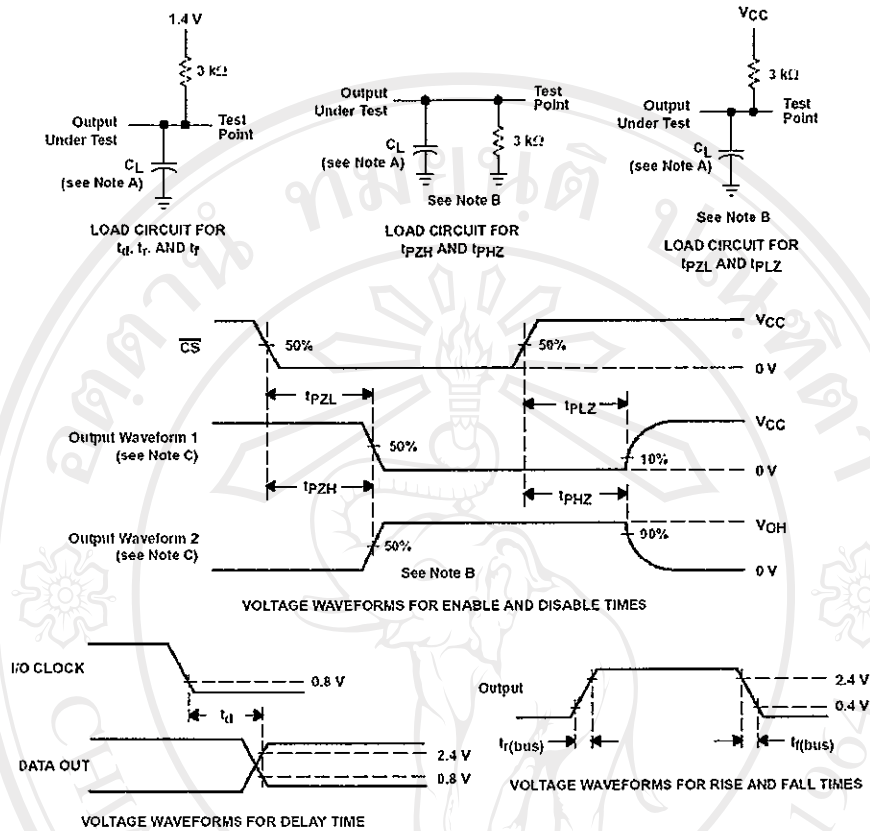 1.4 V
3 kΩ
Output
Under Test
Test
Point
CL
(see Note A)
LOAD CIRCUIT FOR
td, tr, AND tf
Output
Under Test
Test
Point
CL
(see Note A)
3 kΩ
See Note B
LOAD CIRCUIT FOR
tPZH AND tPHZ
VCC
3 kΩ
Output
Under Test
Test
Point
CL
(see Note A)
See Note B
LOAD CIRCUIT FOR
tPZL AND tPLZ
CS
50%
50%
VCC
0 V
tPZL
tPLZ
Output Waveform 1
(see Note C)
50%
10%
VCC
0 V
tPZH
tPHZ
Output Waveform 2
(see Note C)
50%
See Note B
90%
VOH
0 V
VOLTAGE WAVEFORMS FOR ENABLE AND DISABLE TIMES
I/O CLOCK
0.8 V
td
DATA OUT
2.4 V
0.8 V
VOLTAGE WAVEFORMS FOR DELAY TIME
Output
2.4 V
0.4 V
tr(bus)
tf(bus)
VOLTAGE WAVEFORMS FOR RISE AND FALL TIMES